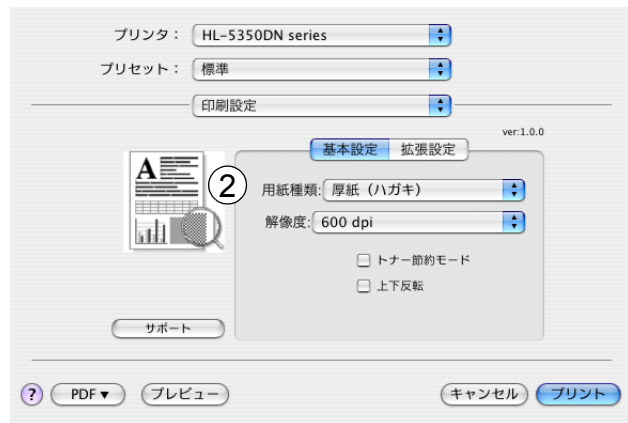 プリンタ： HL-5350DN series
プリセット： 標準
印刷設定
ver:1.0.0
基本設定 拡張設定
A
② 用紙種類: 厚紙（ハガキ）
解像度: 600 dpi
トナー節約モード
上下反転
サポート
? PDF▼ プレビュー キャンセル プリント